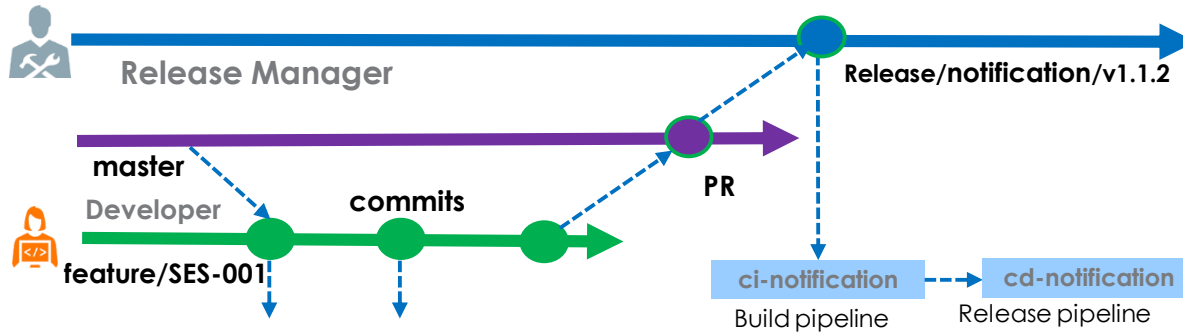 Release Manager
Release/notification/v1.1.2
master
PR
Developer
commits
</>
feature/SES-001
ci-notification
cd-notification
Build pipeline
Release pipeline